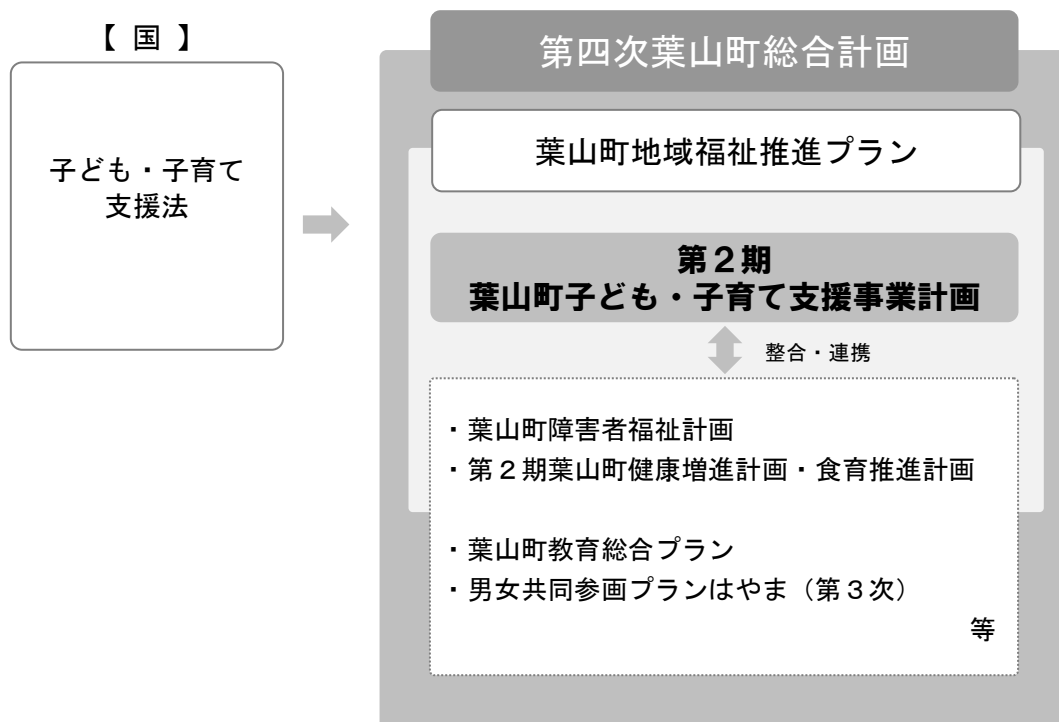 【 国 】
子ども・子育て
支援法
第四次葉山町総合計画
葉山町地域福祉推進プラン
第２期
葉山町子ども・子育て支援事業計画
整合・連携
・葉山町障害者福祉計画
・第２期葉山町健康増進計画・食育推進計画
・葉山町教育総合プラン
・男女共同参画プランはやま（第３次）
等